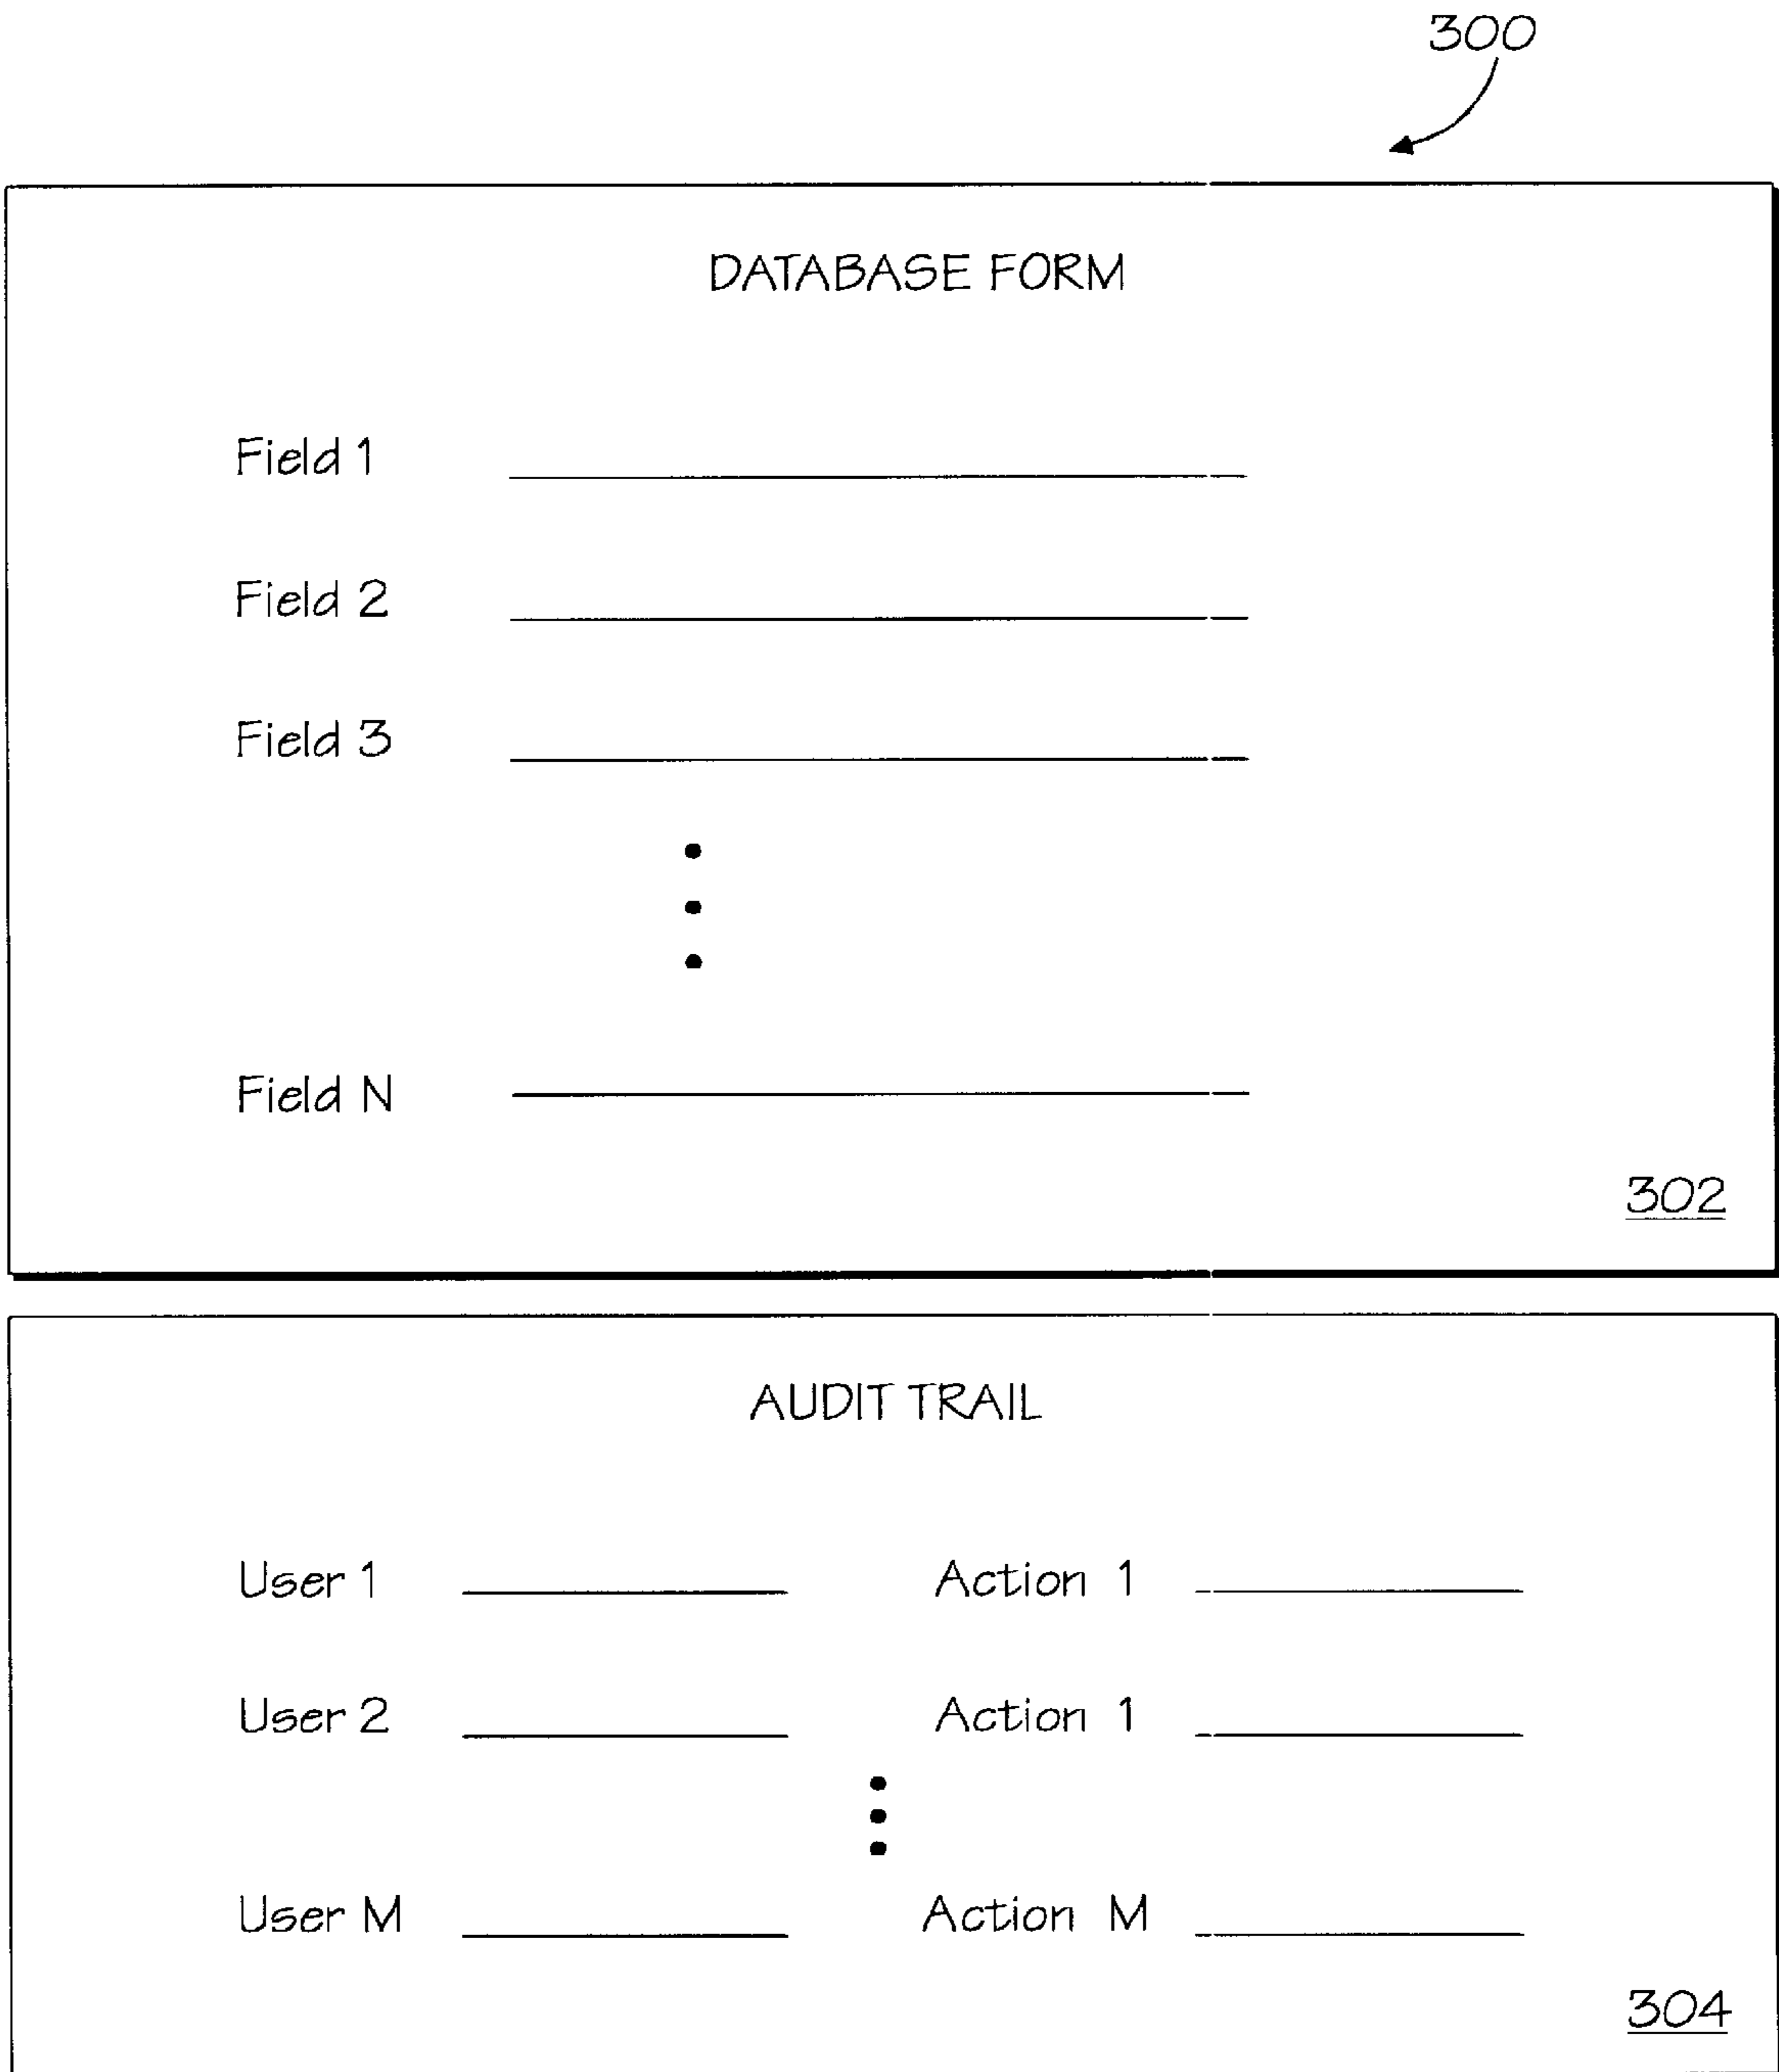 300
DATABASE FORM
Field 1
Field 2
Field 3
Field N
302
AUDIT TRAIL
User 1 Action 1
User 2 Action 1
User M Action M
304